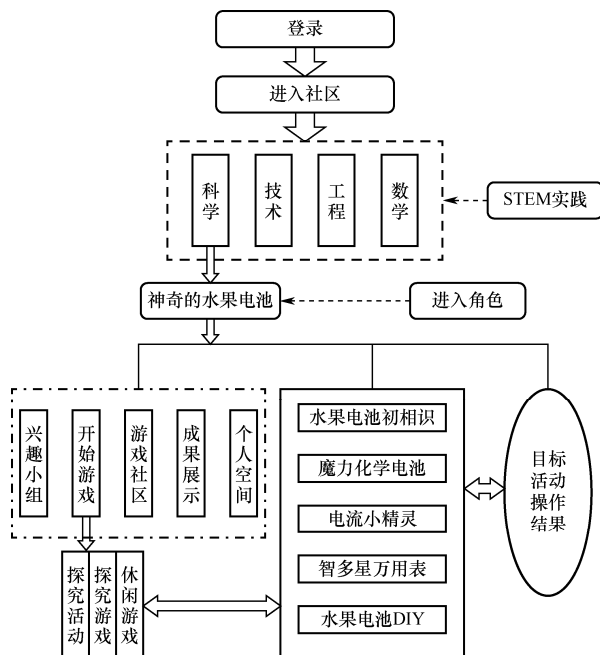 登录
进入社区
科学
技术
工程
数学
STEM实践
神奇的水果电池
进入角色
兴趣小组
开始游戏
游戏社区
成果展示
个人空间
水果电池初相识
魔力化学电池
电流小精灵
智多星万用表
水果电池DIY
目标
活动
操作
结果
探究活动
探究游戏
休闲游戏